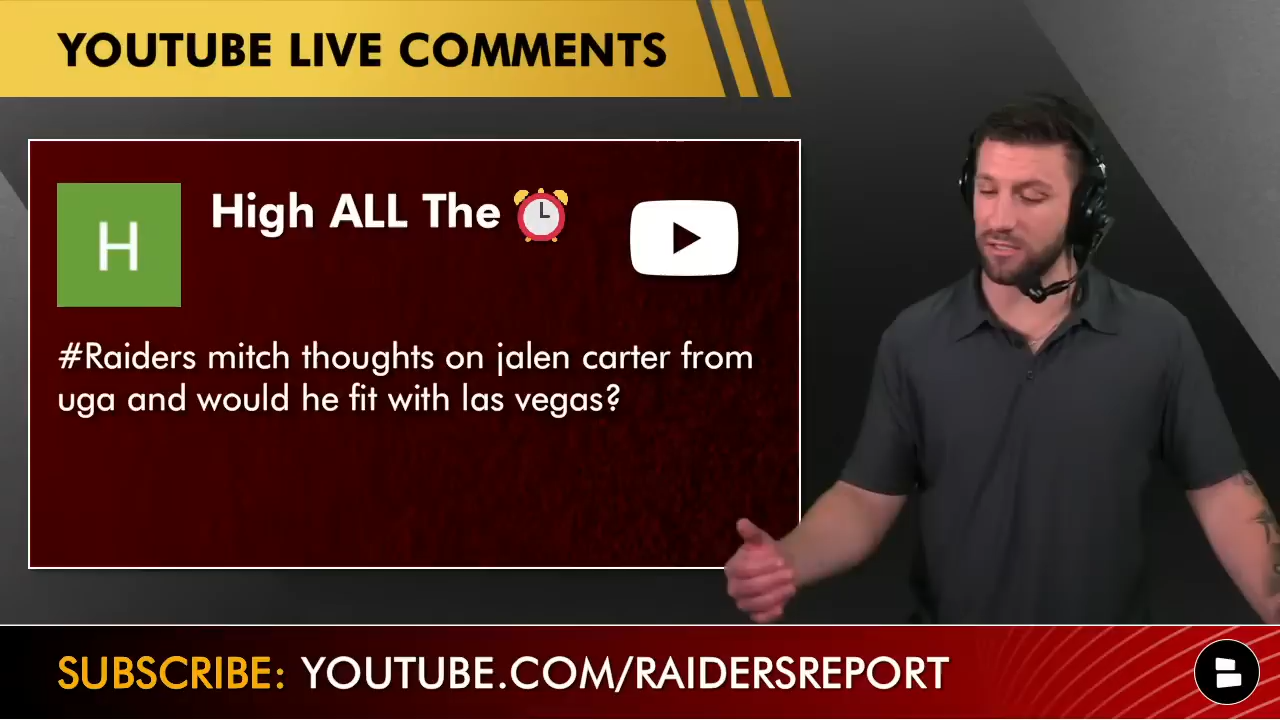 YOUTUBE LIVE COMMENTS
H
High ALL The ⏰
#Raiders mitch thoughts on jalen carter from
uga and would he fit with las vegas?
SUBSCRIBE: YOUTUBE.COM/RAIDERSREPORT